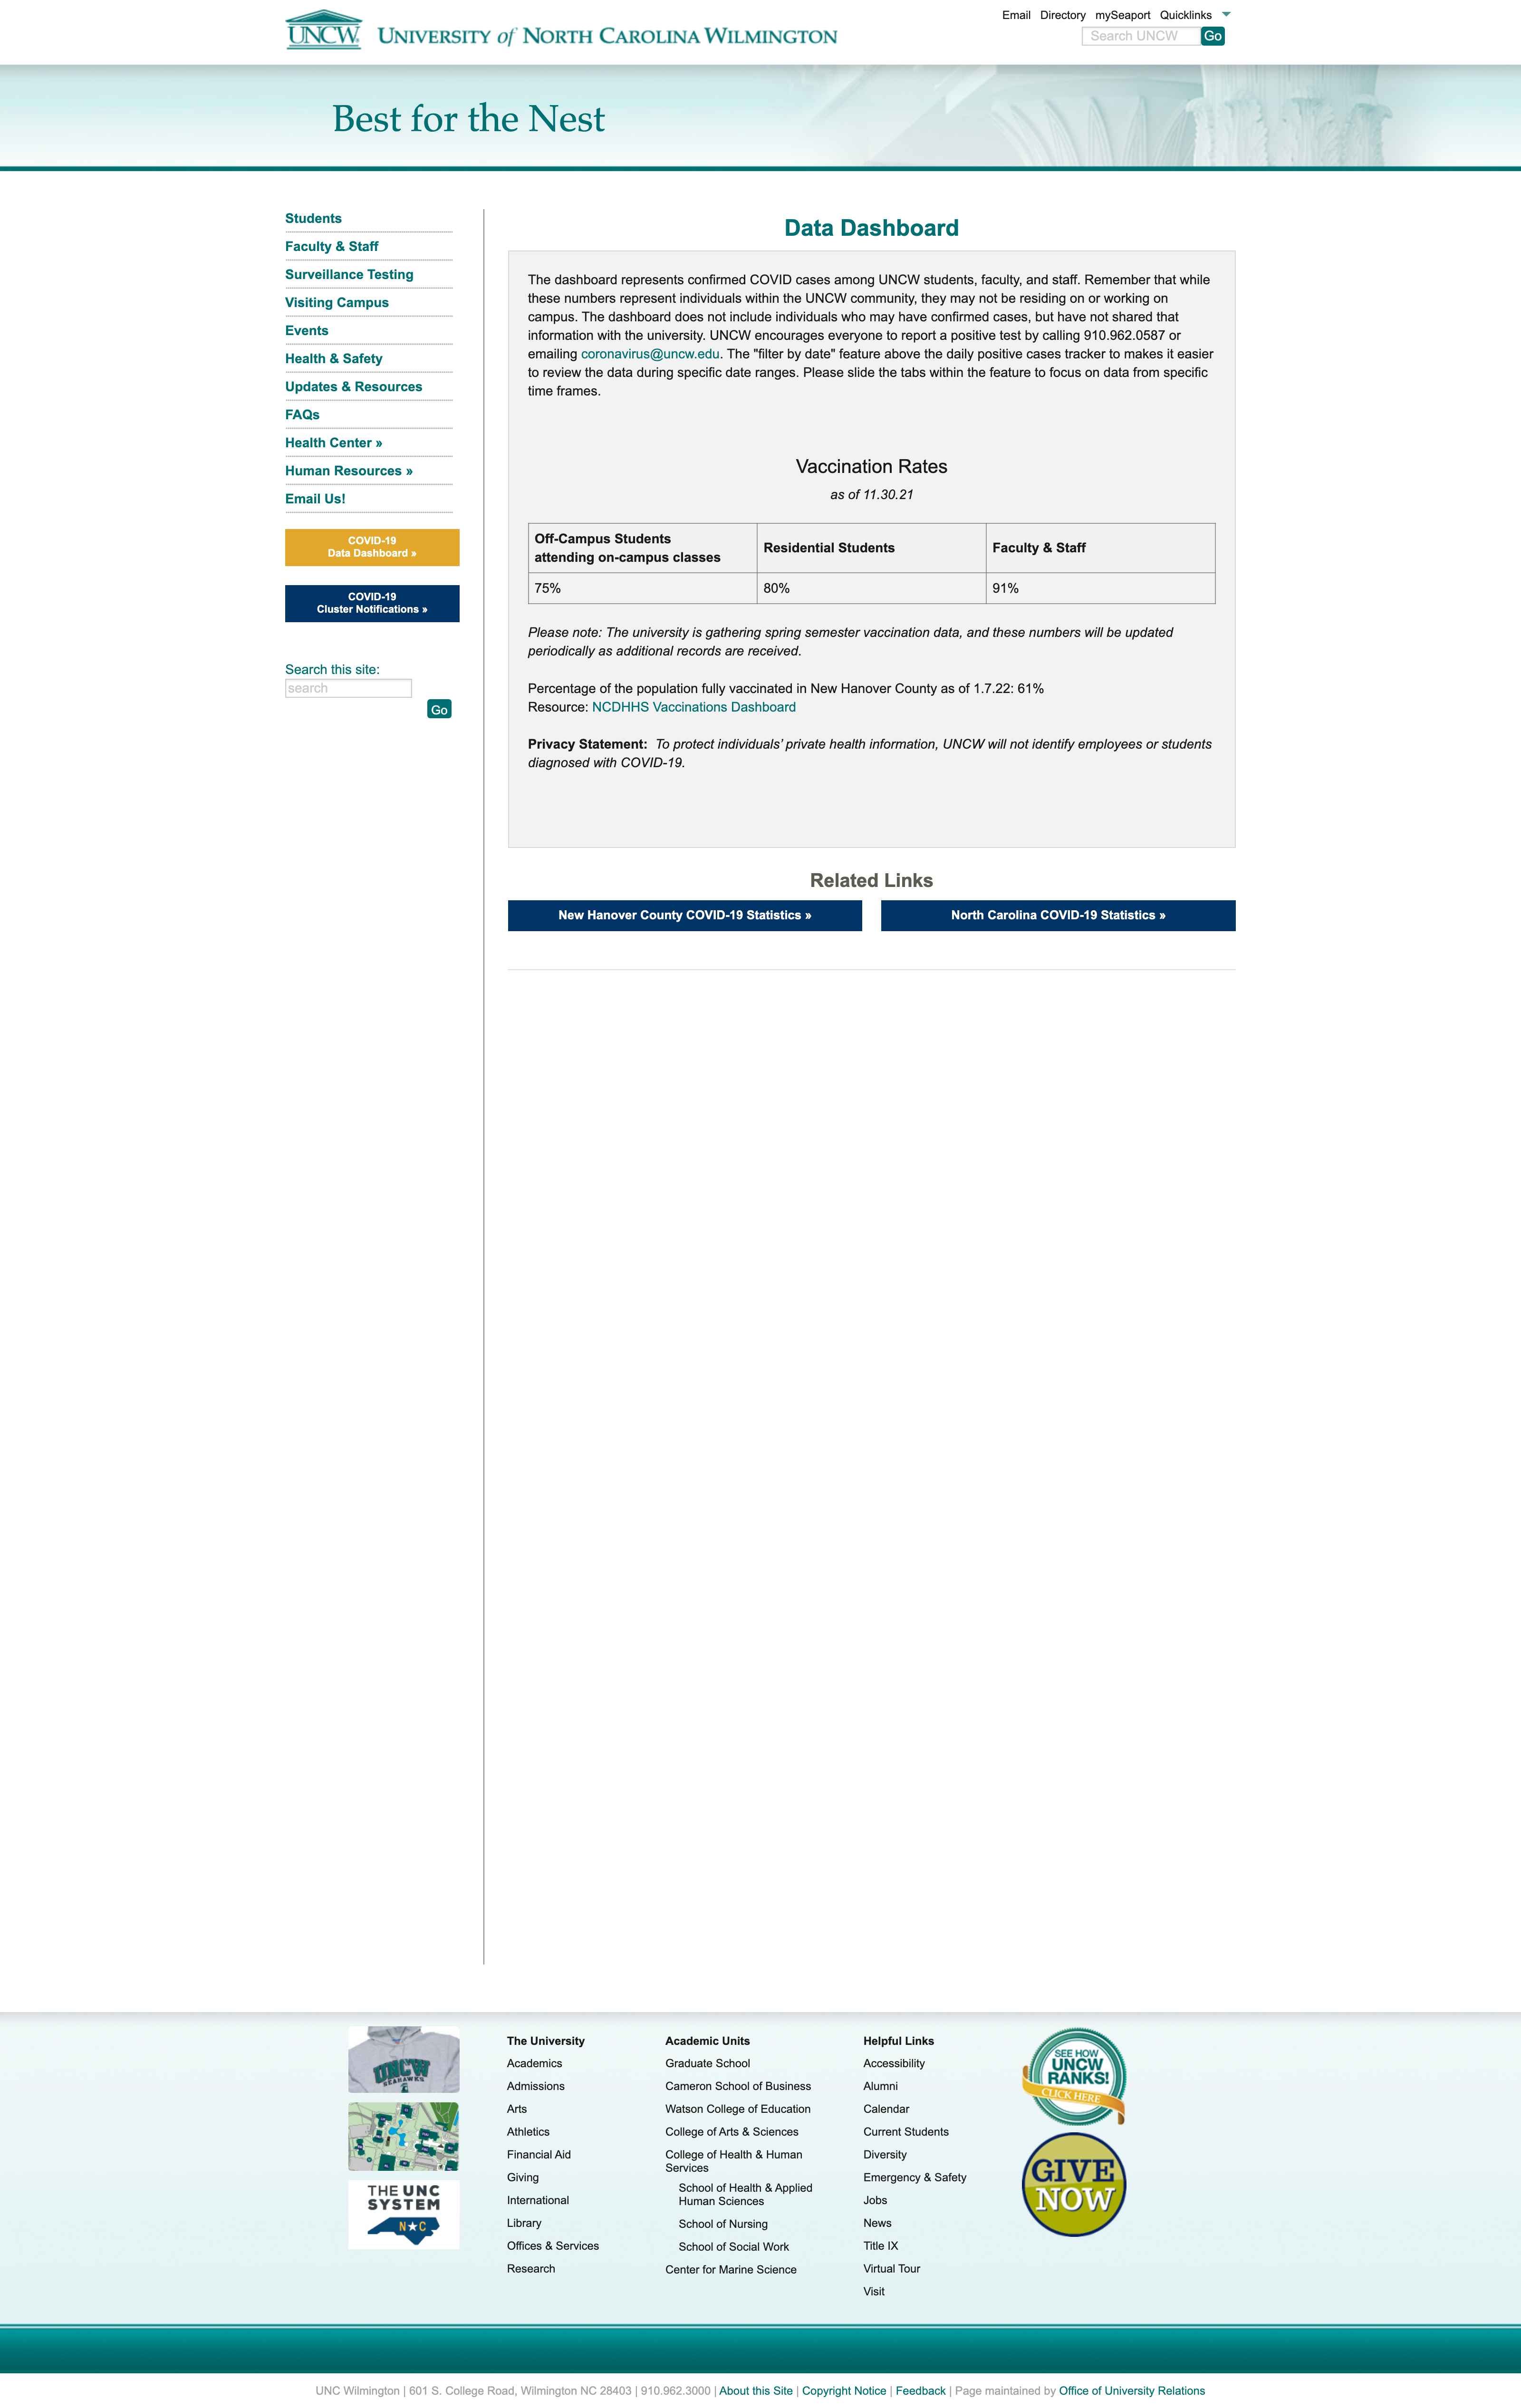 UNCW
UNIVERSITY of NORTH CAROLINA WILMINGTON
Email Directory mySeaport Quicklinks
Search UNCW Go
Best for the Nest
Students
Faculty & Staff
Surveillance Testing
Visiting Campus
Events
Health & Safety
Updates & Resources
FAQs
Health Center »
Human Resources »
Email Us!
COVID-19
Data Dashboard »
COVID-19
Cluster Notifications »
Search this site:
search
Go
Data Dashboard
The dashboard represents confirmed COVID cases among UNCW students, faculty, and staff. Remember that while
these numbers represent individuals within the UNCW community, they may not be residing on or working on
campus. The dashboard does not include individuals who may have confirmed cases, but have not shared that
information with the university. UNCW encourages everyone to report a positive test by calling 910.962.0587 or
emailing coronavirus@uncw.edu. The "filter by date" feature above the daily positive cases tracker to makes it easier
to review the data during specific date ranges. Please slide the tabs within the feature to focus on data from specific
time frames.
Vaccination Rates
as of 11.30.21
Off-Campus Students
attending on-campus classes
Residential Students
Faculty & Staff
75% 80% 91%
Please note: The university is gathering spring semester vaccination data, and these numbers will be updated
periodically as additional records are received.
Percentage of the population fully vaccinated in New Hanover County as of 1.7.22: 61%
Resource: NCDHHS Vaccinations Dashboard
Privacy Statement: To protect individuals' private health information, UNCW will not identify employees or students
diagnosed with COVID-19.
Related Links
New Hanover County COVID-19 Statistics »
North Carolina COVID-19 Statistics »
UNCW
SEAHAWKS
THE UNC
SYSTEM
N★C
The University
Academics
Admissions
Arts
Athletics
Financial Aid
Giving
International
Library
Offices & Services
Research
Academic Units
Graduate School
Cameron School of Business
Watson College of Education
College of Arts & Sciences
College of Health & Human
Services
School of Health & Applied
Human Sciences
School of Nursing
School of Social Work
Center for Marine Science
Helpful Links
Accessibility
Alumni
Calendar
Current Students
Diversity
Emergency & Safety
Jobs
News
Title IX
Virtual Tour
Visit
SEE HOW
UNCW
RANKS!
CLICK HERE
GIVE
NOW
UNC Wilmington | 601 S. College Road, Wilmington NC 28403 | 910.962.3000 | About this Site | Copyright Notice | Feedback | Page maintained by Office of University Relations